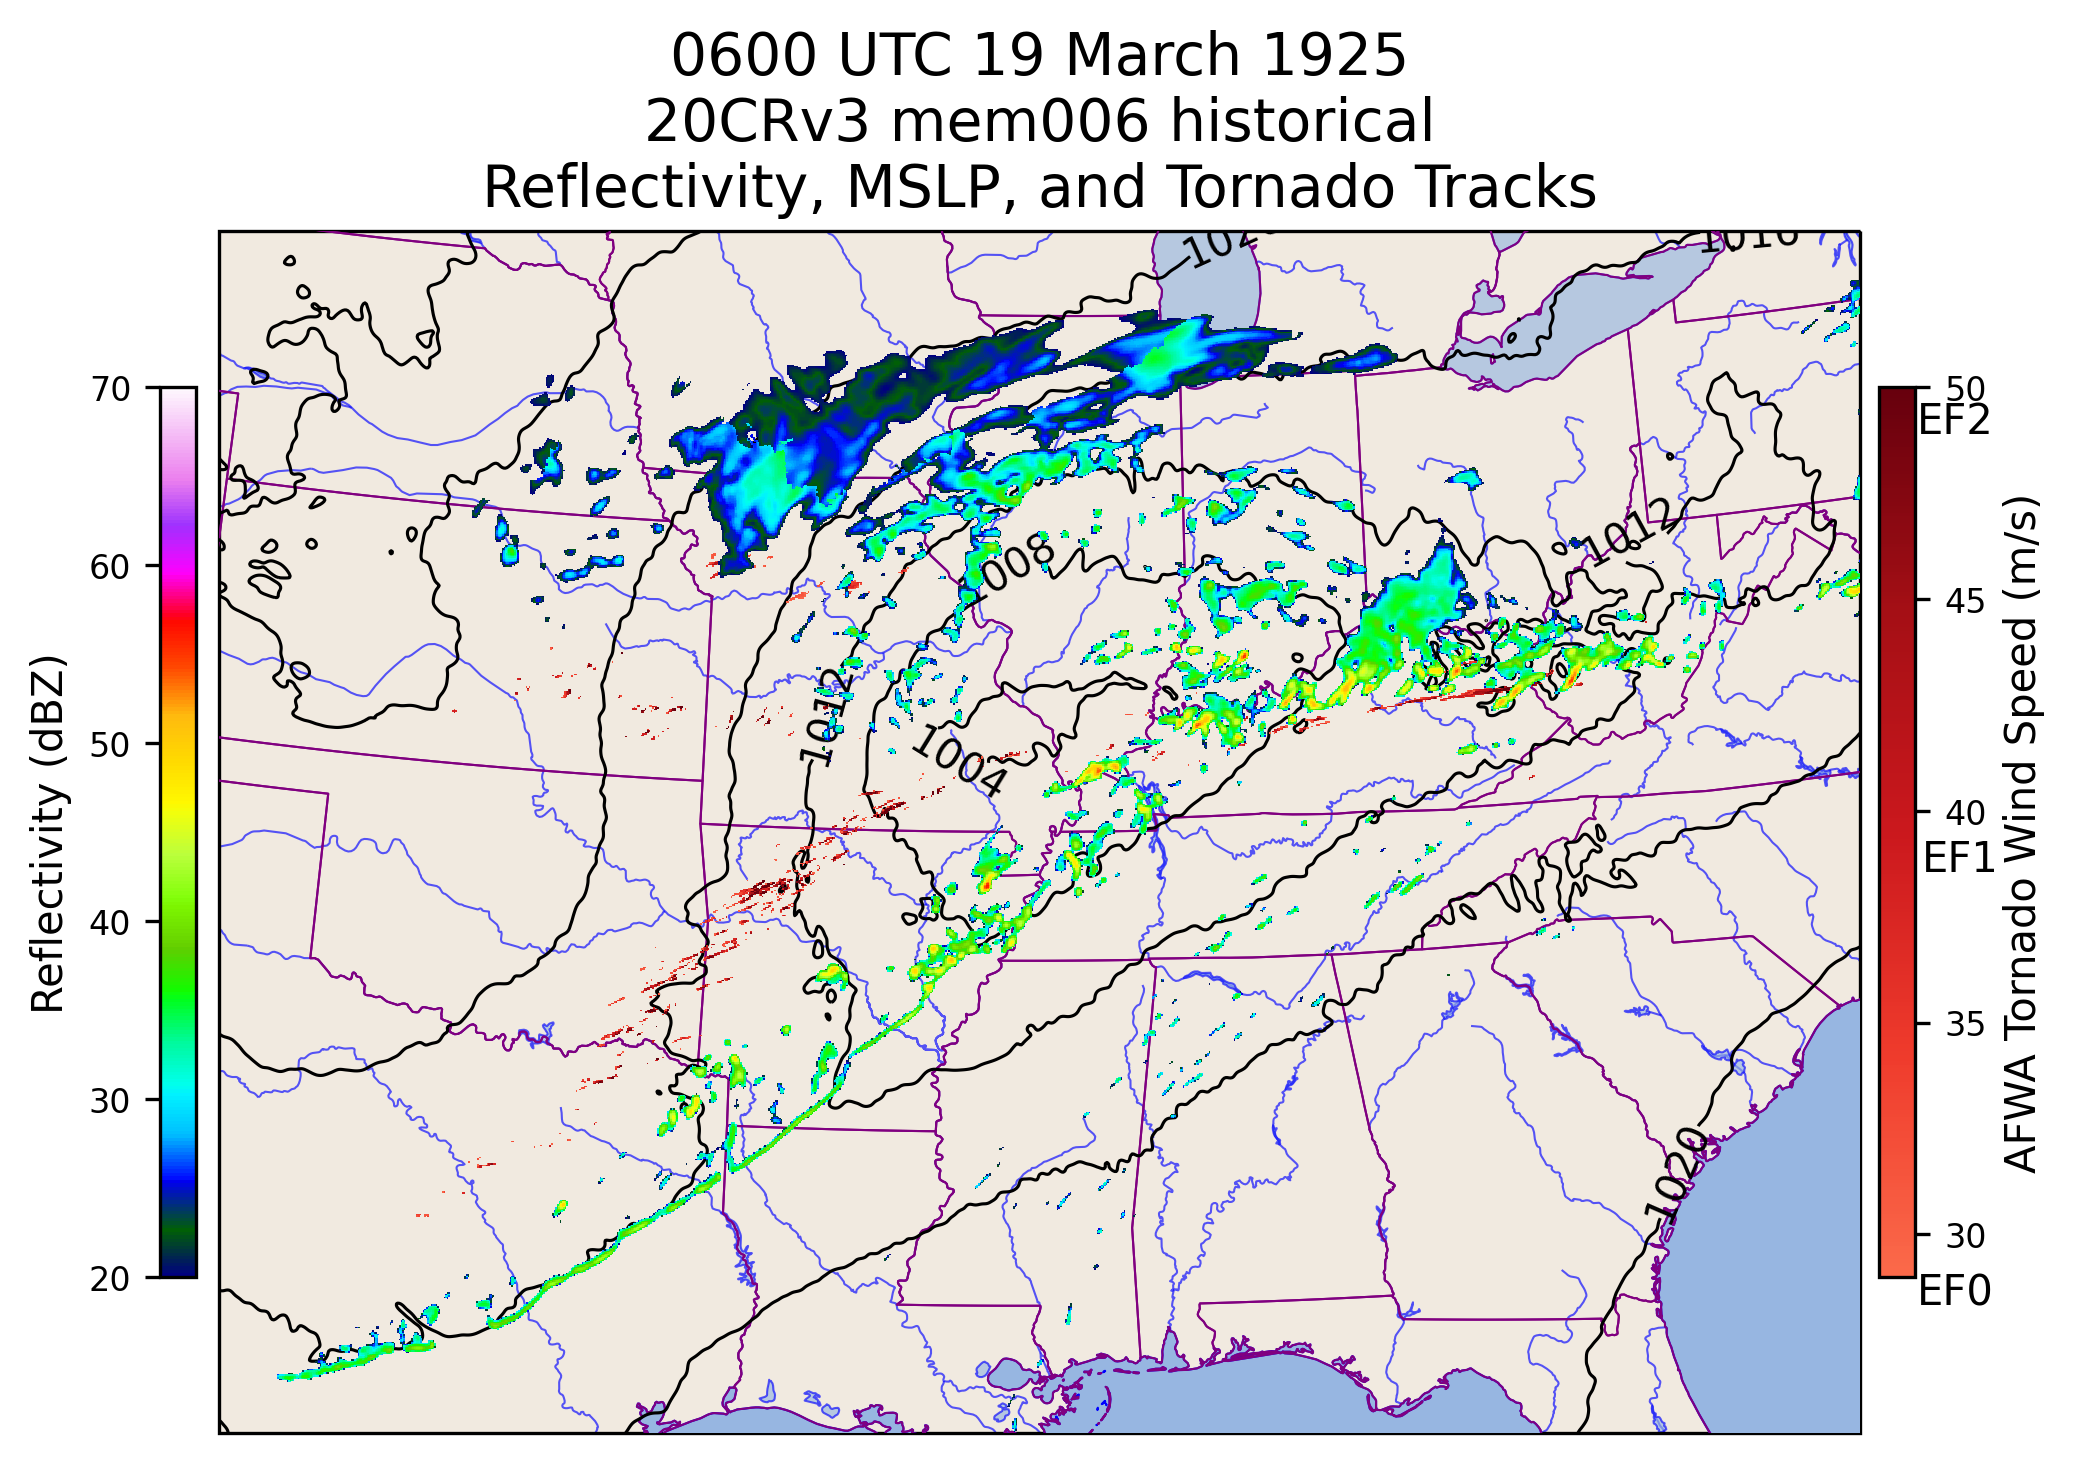 0600 UTC 19 March 1925
20CRv3 mem006 historical
Reflectivity, MSLP, and Tornado Tracks
1016
1012
1008
1012
1004
1020
70
60
50
40
30
20
Reflectivity (dBZ)
50
EF2
45
40
EF1
35
30
EF0
AFWA Tornado Wind Speed (m/s)